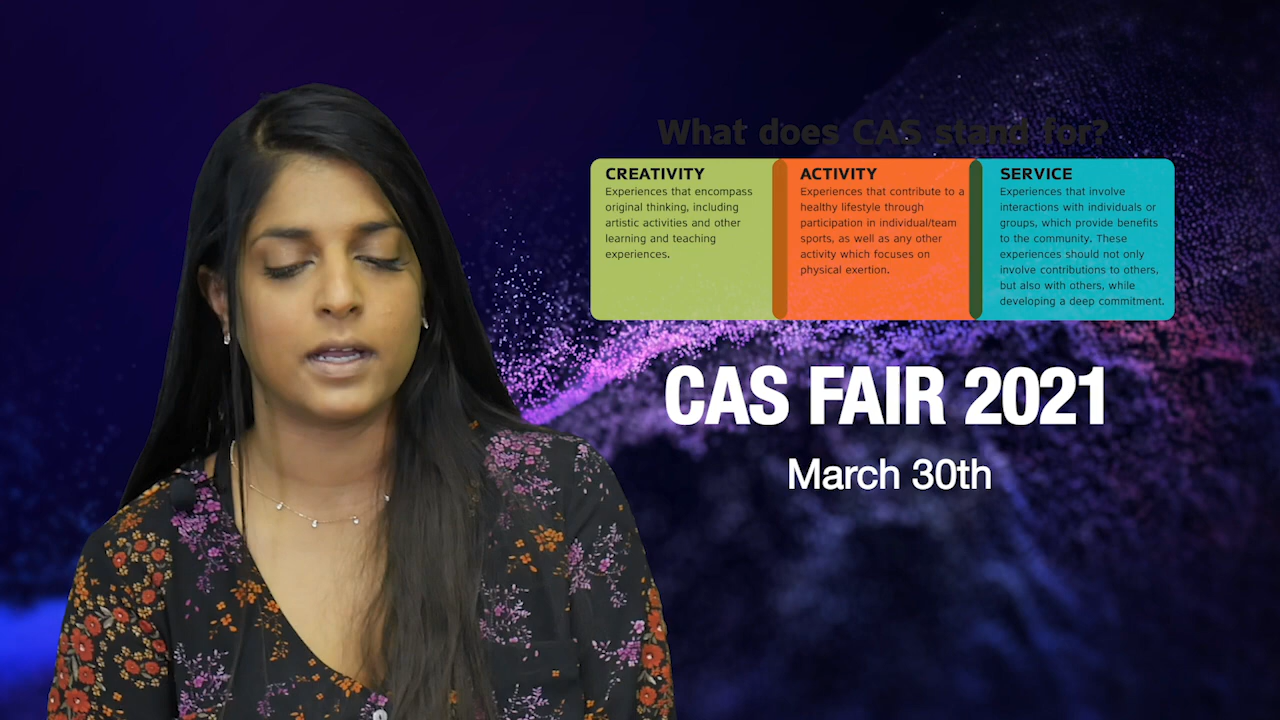 What does CAS stand for?
CREATIVITY
Experiences that encompass
original thinking, including
artistic activities and other
learning and teaching
experiences.
ACTIVITY
Experiences that contribute to a
healthy lifestyle through
participation in individual/team
sports, as well as any other
activity which focuses on
physical exertion.
SERVICE
Experiences that involve
interactions with individuals or
groups, which provide benefits
to the community. These
experiences should not only
involve contributions to others,
but also with others, while
developing a deep commitment.
CAS FAIR 2021
March 30th